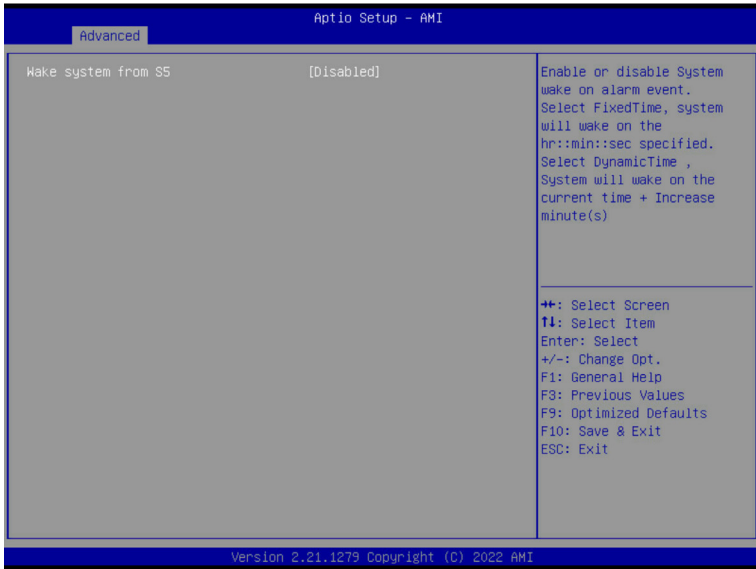 Aptio Setup – AMI
Advanced
Wake system from S5 [Disabled]
Enable or disable System
wake on alarm event.
Select FixedTime, system
will wake on the
hr::min::sec specified.
Select DynamicTime ,
System will wake on the
current time + Increase
minute(s)
→←: Select Screen
↑↓: Select Item
Enter: Select
+/-: Change Opt.
F1: General Help
F3: Previous Values
F9: Optimized Defaults
F10: Save & Exit
ESC: Exit
Version 2.21.1279 Copyright (C) 2022 AMI